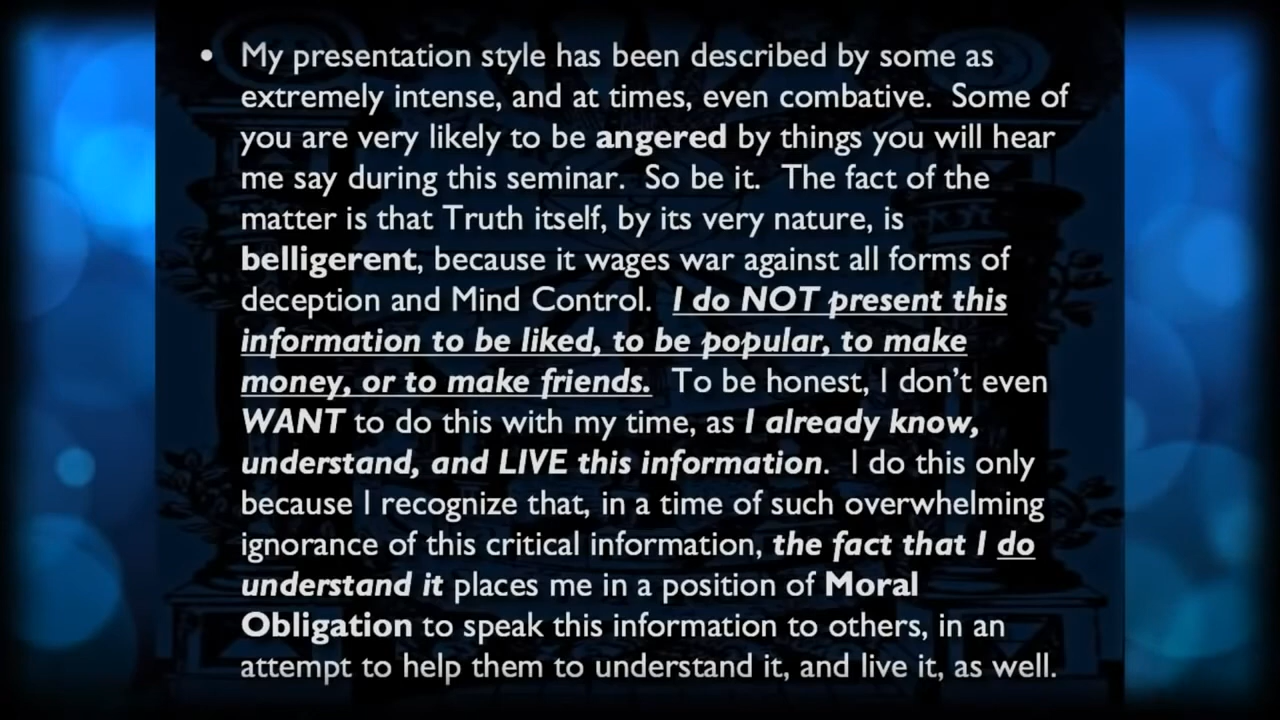 • My presentation style has been described by some as
extremely intense, and at times, even combative.  Some of
you are very likely to be angered by things you will hear
me say during this seminar.  So be it.  The fact of the
matter is that Truth itself, by its very nature, is
belligerent, because it wages war against all forms of
deception and Mind Control.  I do NOT present this
information to be liked, to be popular, to make
money, or to make friends.  To be honest, I don’t even
WANT to do this with my time, as I already know,
understand, and LIVE this information.  I do this only
because I recognize that, in a time of such overwhelming
ignorance of this critical information, the fact that I do
understand it places me in a position of Moral
Obligation to speak this information to others, in an
attempt to help them to understand it, and live it, as well.